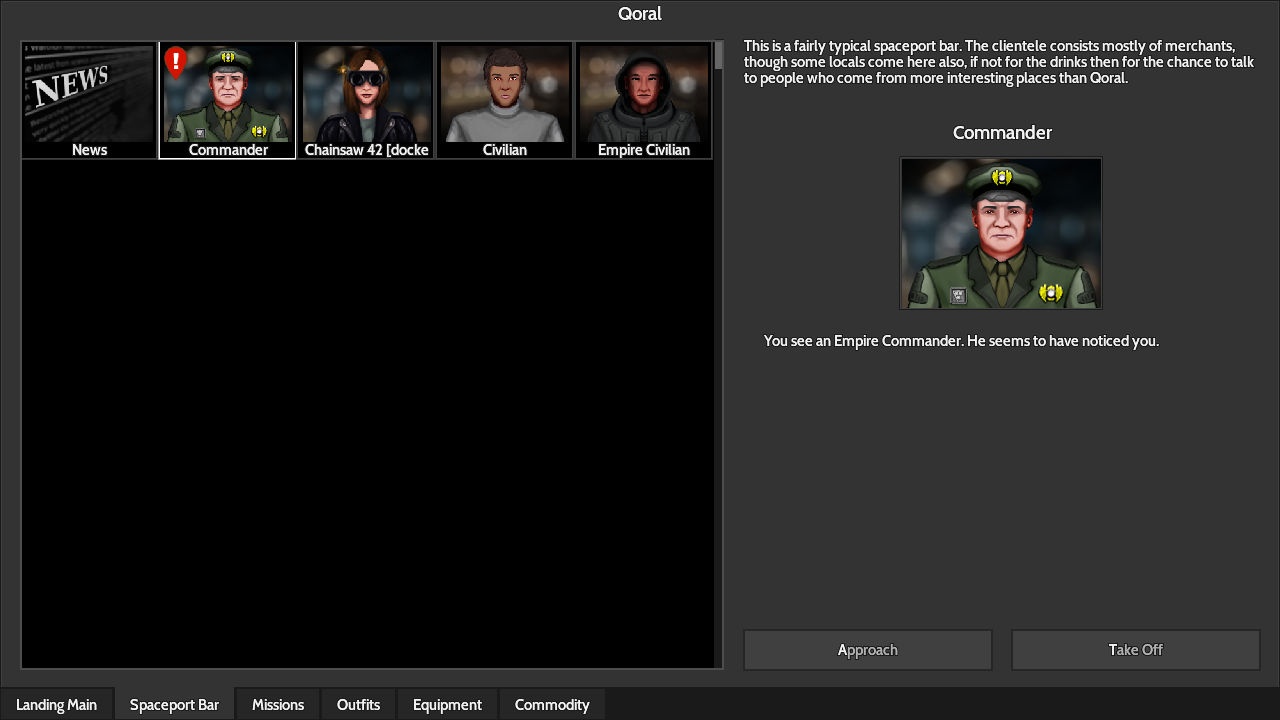 Qoral
NEWS
!
News
Commander
Chainsaw 42 [docke
Civilian
Empire Civilian
This is a fairly typical spaceport bar. The clientele consists mostly of merchants,
though some locals come here also, if not for the drinks then for the chance to talk
to people who come from more interesting places than Qoral.
Commander
You see an Empire Commander. He seems to have noticed you.
Approach
Take Off
Landing Main
Spaceport Bar
Missions
Outfits
Equipment
Commodity